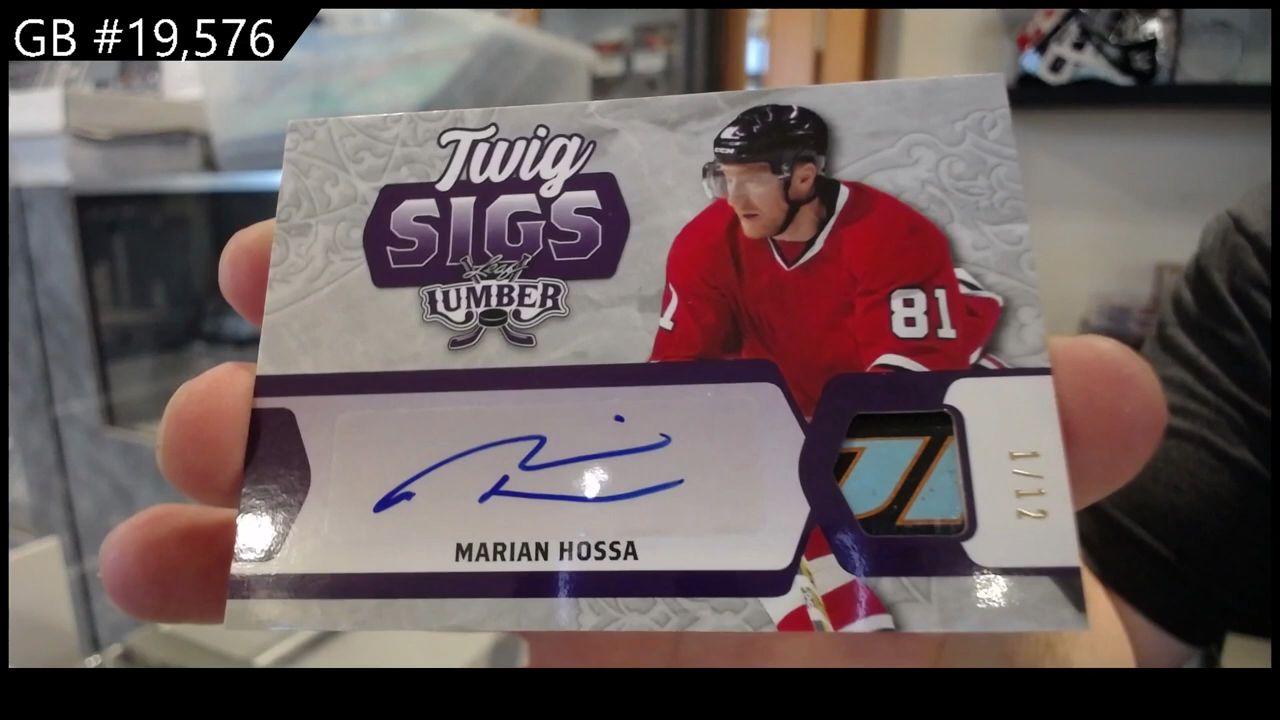 GB #19,576
Twig
SIGS
Leaf
LUMBER
81
MARIAN HOSSA
1/12